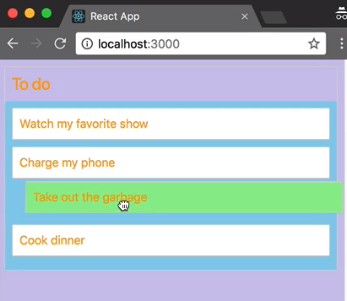 React App
localhost:3000
To do
Watch my favorite show
Charge my phone
Take out the garbage
Cook dinner